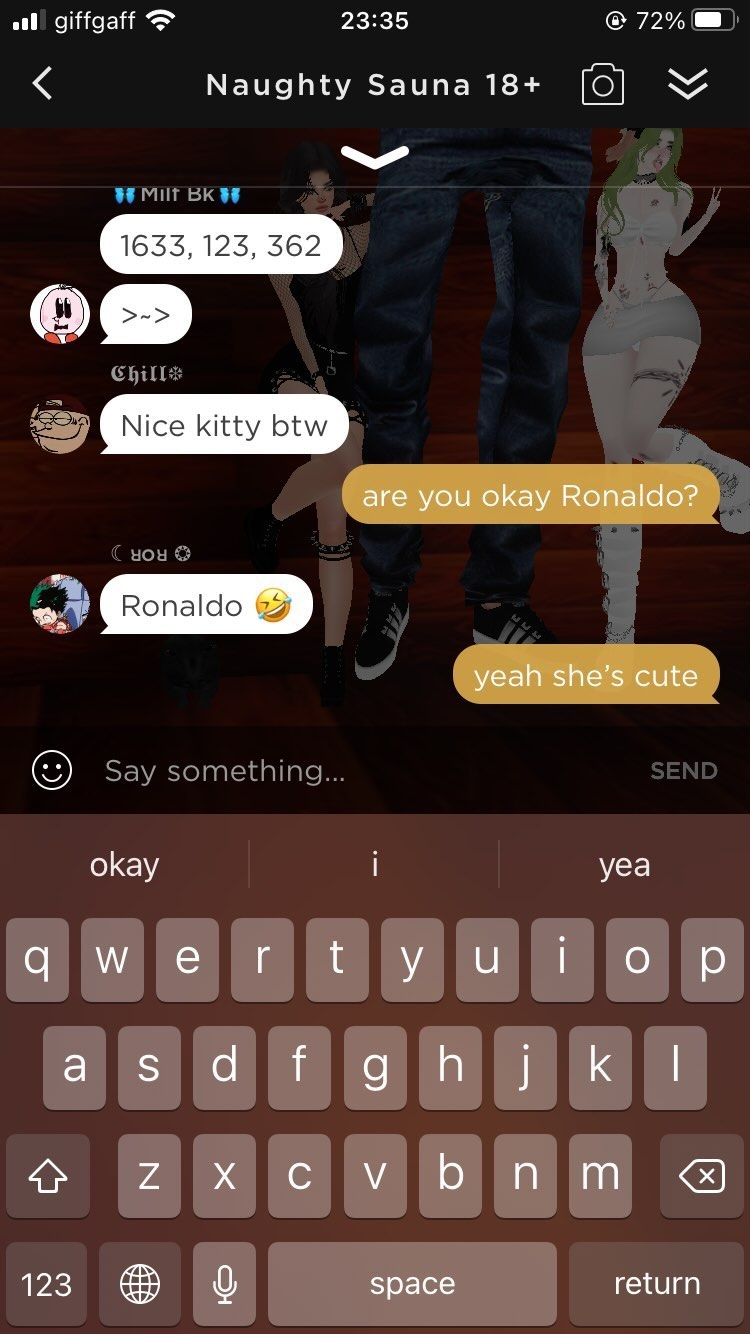 giffgaff 23:35 72%
Naughty Sauna 18+
Milf Bk
1633, 123, 362
>~>
ℭ𝔥𝔦𝔩𝔩❄
Nice kitty btw
are you okay Ronaldo?
☾ ꓤOꓤ ❂
Ronaldo 🤣
yeah she’s cute
Say something... SEND
okay i yea
q w e r t y u i o p
a s d f g h j k l
z x c v b n m
123 space return